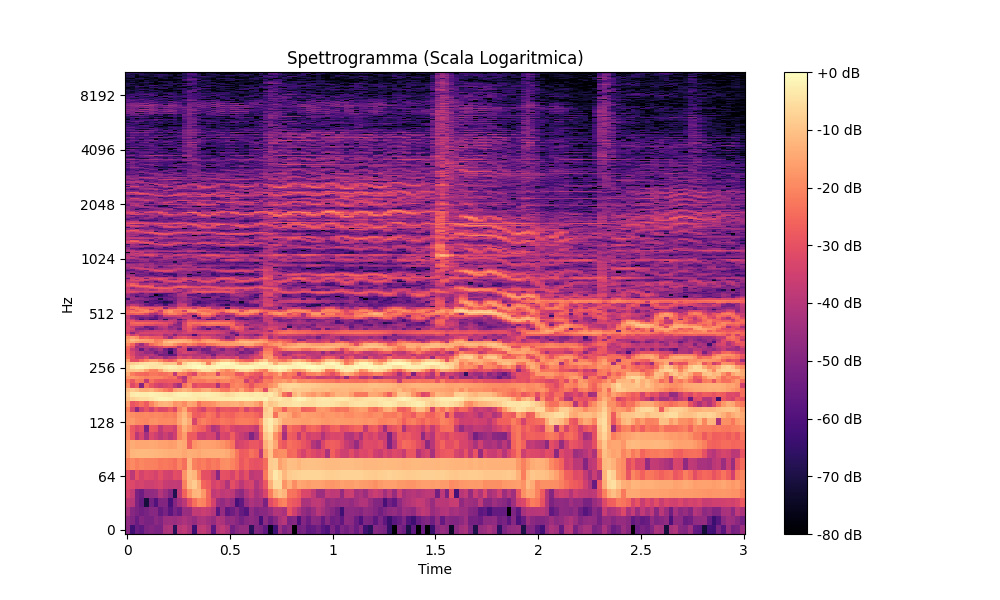 Spettrogramma (Scala Logaritmica)
Hz
8192
4096
2048
1024
512
256
128
64
0
0 0.5 1 1.5 2 2.5 3
Time
+0 dB
-10 dB
-20 dB
-30 dB
-40 dB
-50 dB
-60 dB
-70 dB
-80 dB